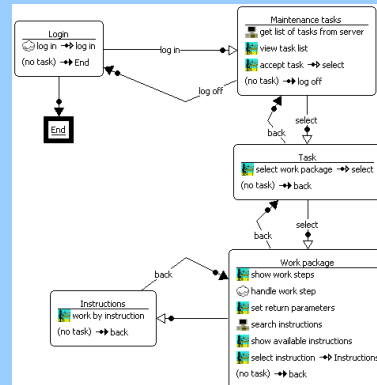 Login
log in → log in
(no task) → End
End
log in
log off
Maintenance tasks
get list of tasks from server
view task list
accept task → select
(no task) → log off
back
select
Task
select work package → select
(no task) → back
back
select
Work package
show work steps
handle work step
set return parameters
search instructions
show available instructions
select instruction → Instructions
(no task) → back
back
Instructions
work by instruction
(no task) → back